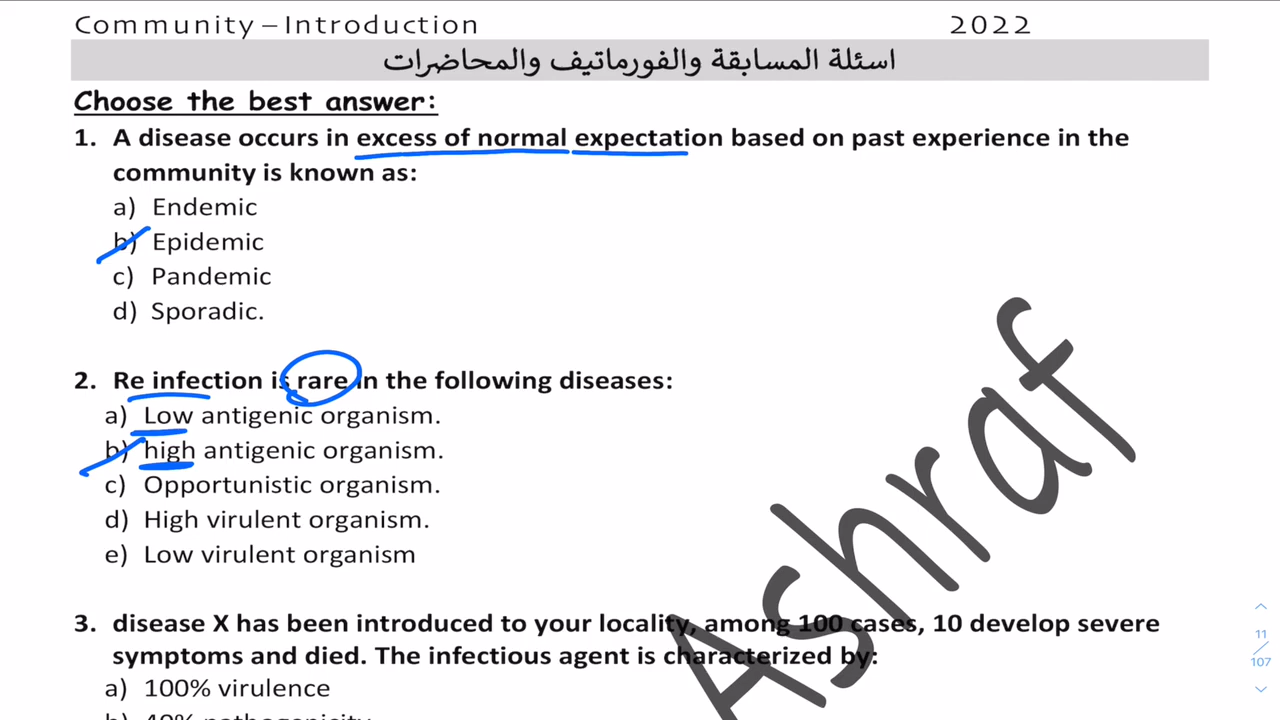 Community – Introduction 2022
اسئلة المسابقة والفورماتيف والمحاضرات
Choose the best answer:
1. A disease occurs in excess of normal expectation based on past experience in the
community is known as:
a) Endemic
b) Epidemic
c) Pandemic
d) Sporadic.
2. Re infection is rare in the following diseases:
a) Low antigenic organism.
b) high antigenic organism.
c) Opportunistic organism.
d) High virulent organism.
e) Low virulent organism
3. disease X has been introduced to your locality, among 100 cases, 10 develop severe
symptoms and died. The infectious agent is characterized by:
a) 100% virulence
b) 40% pathogenicity
Ashraf
11
107